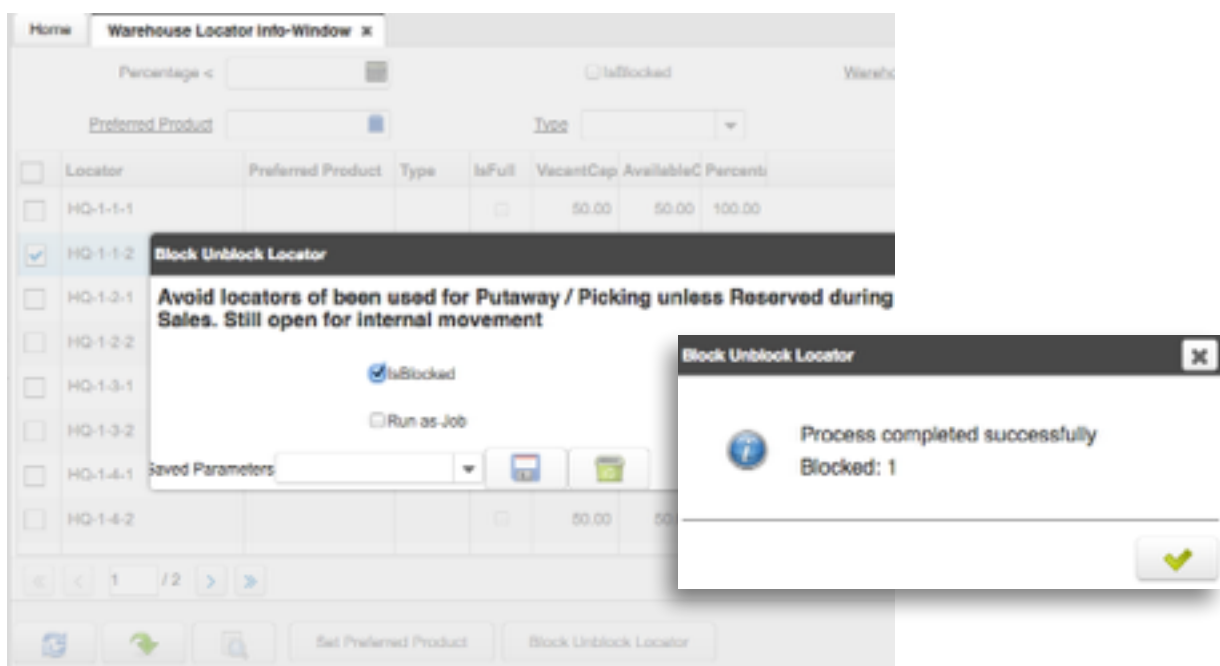 Home Warehouse Locator Info-Window
Percentage < IsBlocked Wareho
Preferred Product Type
Locator Preferred Product Type IsFull VacantCap AvailableC Percenta
HQ-1-1-1 50.00 50.00 100.00
HQ-1-1-2
Block Unblock Locator
HQ-1-2-1
Avoid locators of been used for Putaway / Picking unless Reserved during
Sales. Still open for internal movement
HQ-1-2-2
HQ-1-3-1
IsBlocked
HQ-1-3-2
Run as Job
HQ-1-4-1
Saved Parameters
HQ-1-4-2 50.00
1 / 2
Set Preferred Product Block Unblock Locator
Block Unblock Locator
Process completed successfully
Blocked: 1